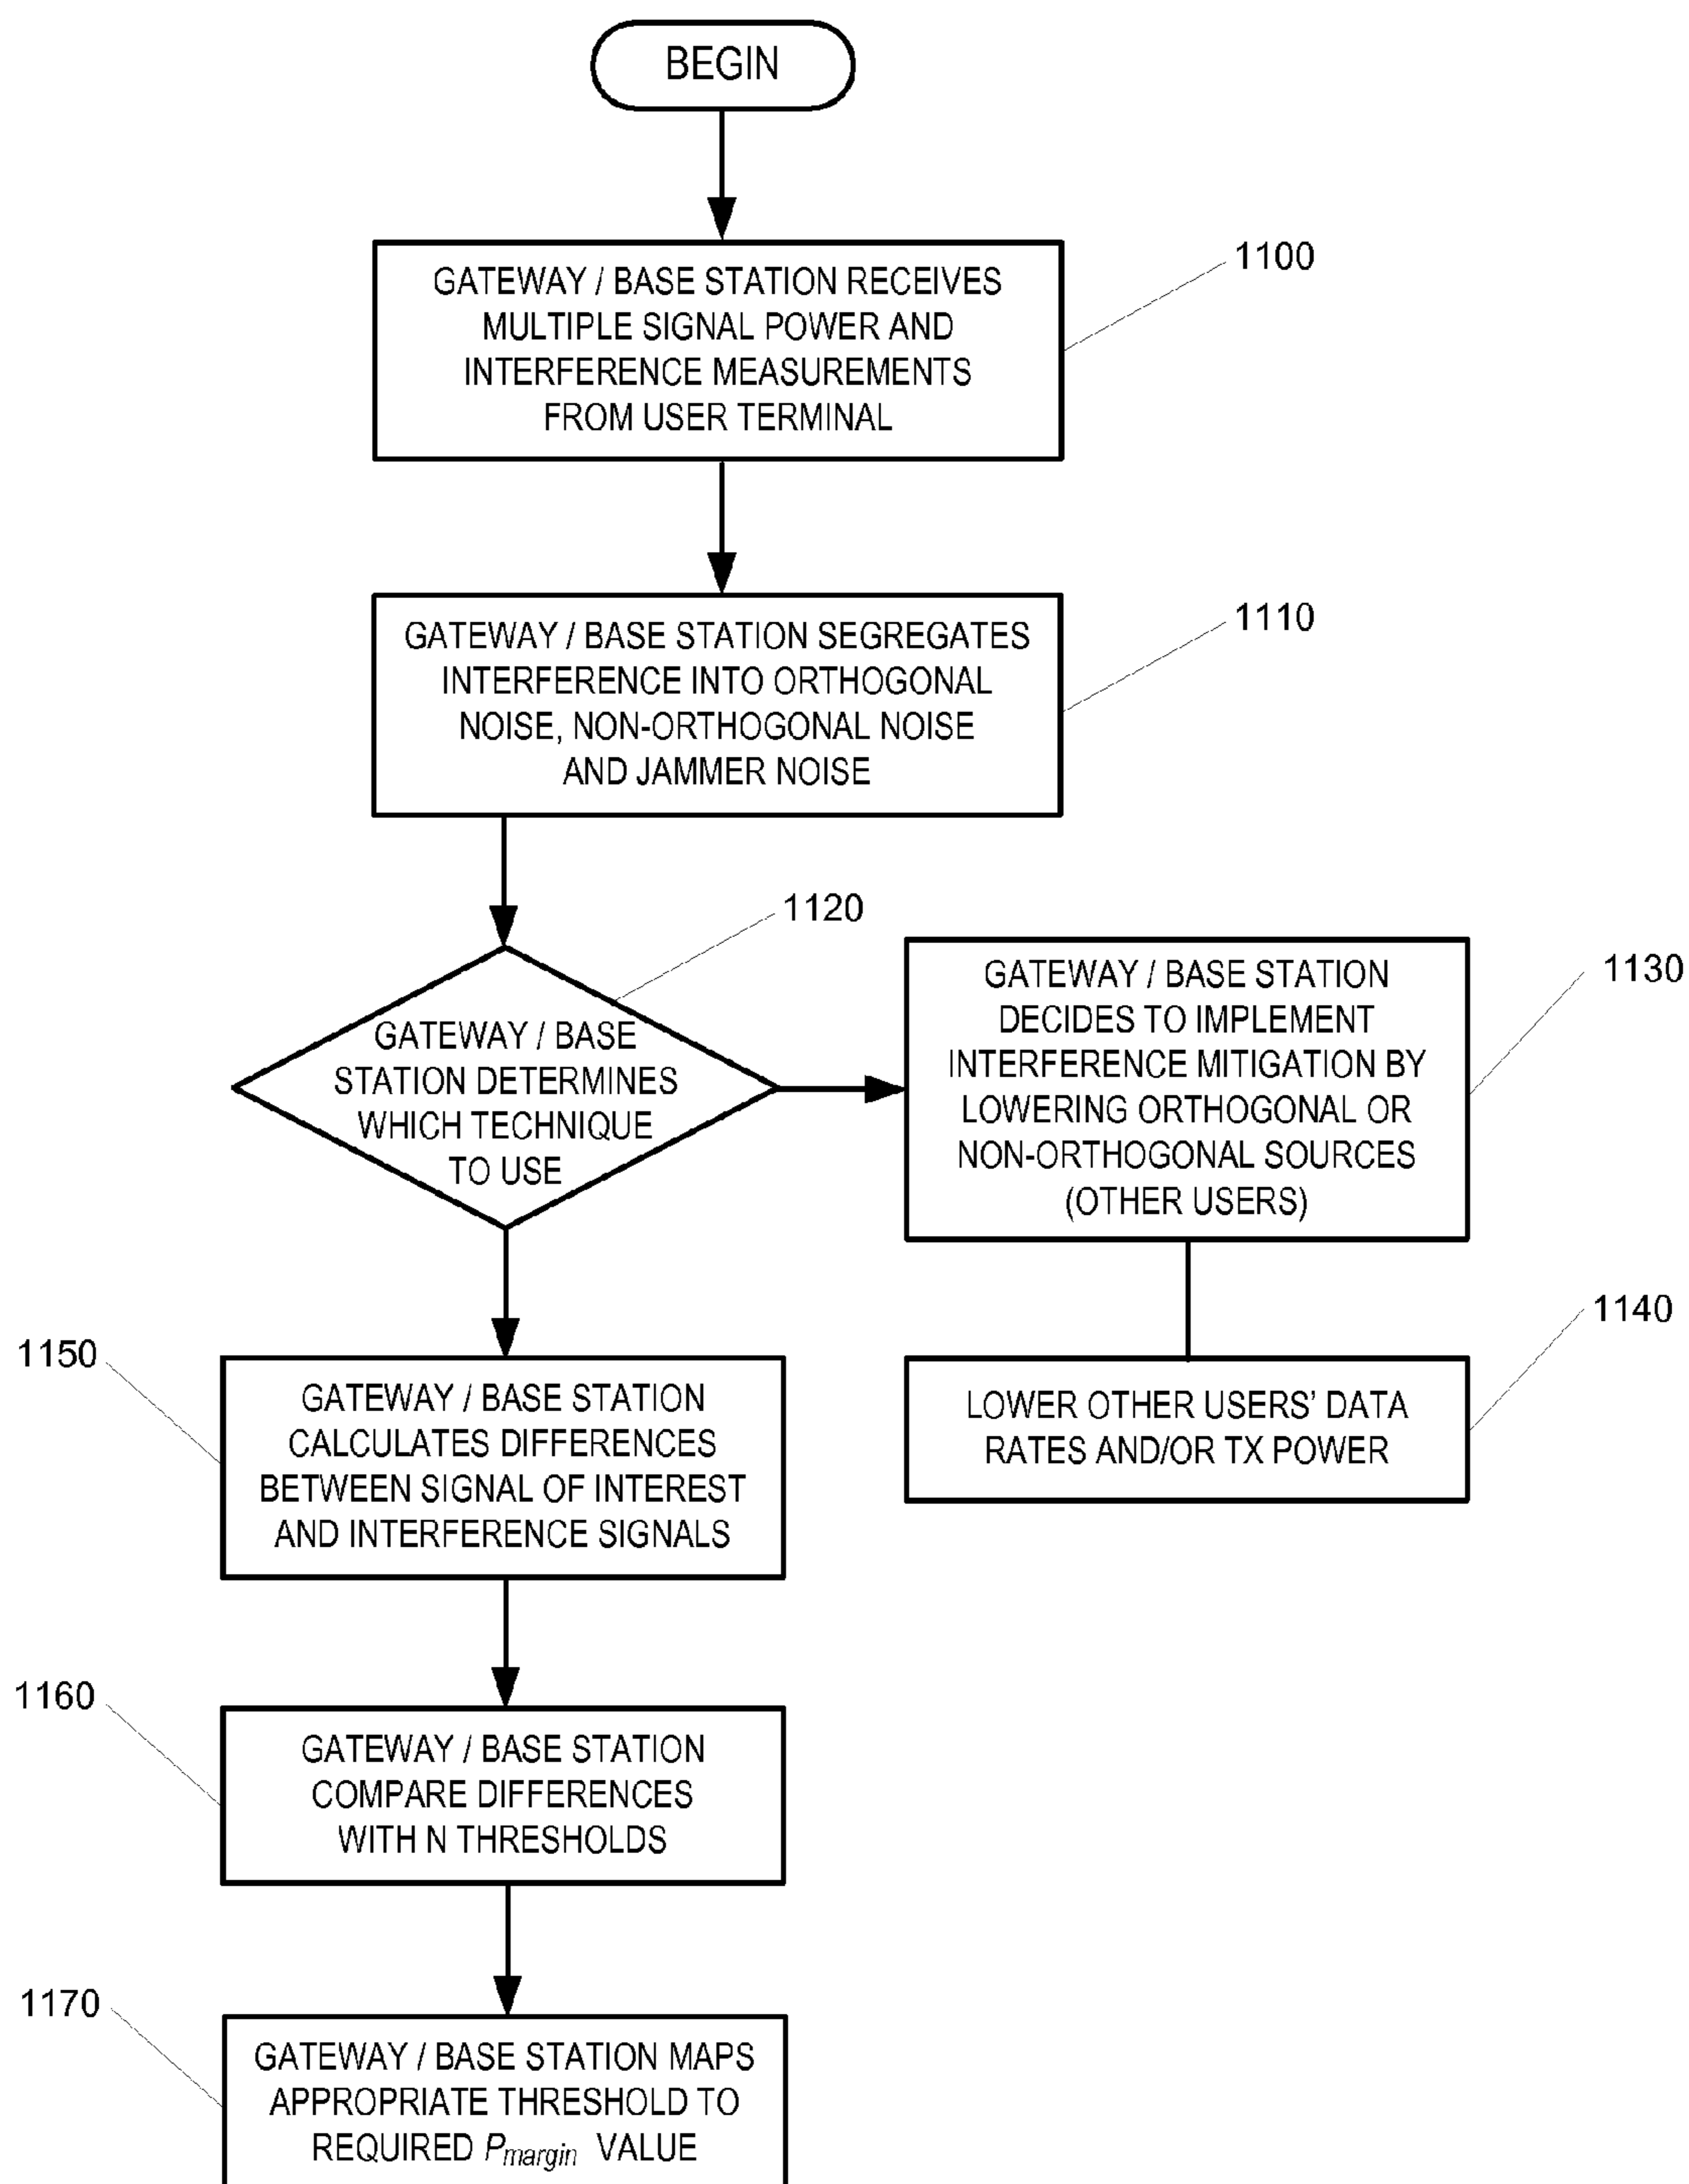 BEGIN
1100
GATEWAY / BASE STATION RECEIVES
MULTIPLE SIGNAL POWER AND
INTERFERENCE MEASUREMENTS
FROM USER TERMINAL
1110
GATEWAY / BASE STATION SEGREGATES
INTERFERENCE INTO ORTHOGONAL
NOISE, NON-ORTHOGONAL NOISE
AND JAMMER NOISE
1120
GATEWAY / BASE
STATION DETERMINES
WHICH TECHNIQUE
TO USE
1130
GATEWAY / BASE STATION
DECIDES TO IMPLEMENT
INTERFERENCE MITIGATION BY
LOWERING ORTHOGONAL OR
NON-ORTHOGONAL SOURCES
(OTHER USERS)
1140
LOWER OTHER USERS’ DATA
RATES AND/OR TX POWER
1150
GATEWAY / BASE STATION
CALCULATES DIFFERENCES
BETWEEN SIGNAL OF INTEREST
AND INTERFERENCE SIGNALS
1160
GATEWAY / BASE STATION
COMPARE DIFFERENCES
WITH N THRESHOLDS
1170
GATEWAY / BASE STATION MAPS
APPROPRIATE THRESHOLD TO
REQUIRED Pmargin VALUE